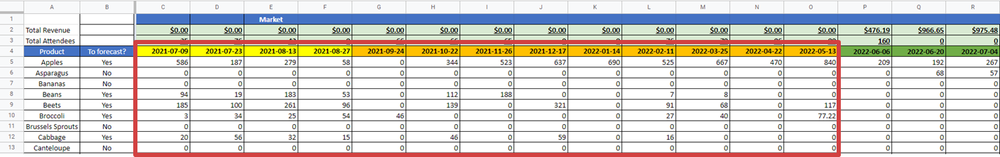 A B C D E F G H I J K L M N O P Q R
1 Market
2 Total Revenue $0.00 $0.00 $0.00 $0.00 $0.00 $0.00 $0.00 $0.00 $0.00 $0.00 $0.00 $0.00 $0.00 $476.19 $966.65 $975.48
3 Total Attendees 160 0 0
4 Product To forecast? 2021-07-09 2021-07-23 2021-08-13 2021-08-27 2021-09-24 2021-10-22 2021-11-26 2021-12-17 2022-01-14 2022-02-11 2022-03-25 2022-04-22 2022-05-13 2022-06-06 2022-06-20 2022-07-04
5 Apples Yes 586 187 279 58 0 344 523 637 690 525 667 470 840 209 192 267
6 Asparagus No 0 0 0 0 0 0 0 0 0 0 0 0 0 0 68 57
7 Bananas No 0 0 0 0 0 0 0 0 0 0 0 0 0 0 0 0
8 Beans Yes 94 19 183 53 0 112 188 0 0 7 8 0 0 0 0 0
9 Beets Yes 185 100 261 96 0 139 0 321 0 91 68 0 117 0 0 0
10 Broccoli Yes 3 34 25 54 46 0 0 0 0 27 40 0 77.22 0 0 0
11 Brussels Sprouts No 0 0 0 0 0 0 0 0 0 0 0 0 0 0 0 0
12 Cabbage Yes 20 56 32 15 0 46 0 59 0 16 0 0 0 0 0 0
13 Canteloupe No 0 0 0 0 0 0 0 0 0 0 0 0 0 0 0 0